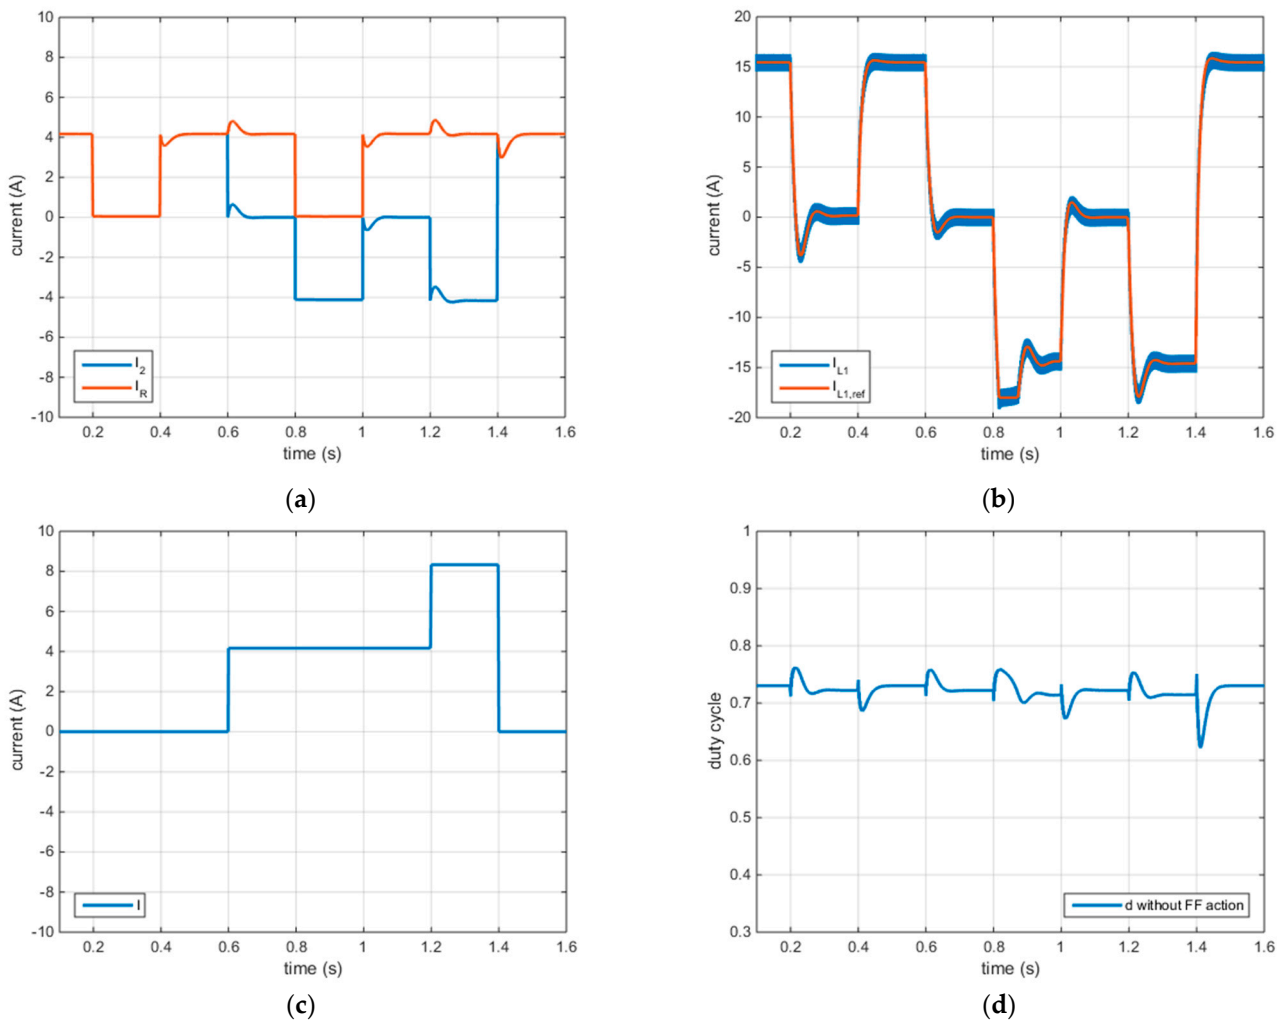 10
8
6
4
2
0
-2
-4
-6
-8
-10
current (A)
I2
IR
0.2 0.4 0.6 0.8 1 1.2 1.4 1.6
time (s)
(a)
20
15
10
5
0
-5
-10
-15
-20
current (A)
IL1
IL1,ref
0.2 0.4 0.6 0.8 1 1.2 1.4 1.6
time (s)
(b)
10
8
6
4
2
0
-2
-4
-6
-8
-10
current (A)
I
0.2 0.4 0.6 0.8 1 1.2 1.4 1.6
time (s)
(c)
1
0.9
0.8
0.7
0.6
0.5
0.4
0.3
duty cycle
d without FF action
0.2 0.4 0.6 0.8 1 1.2 1.4 1.6
time (s)
(d)